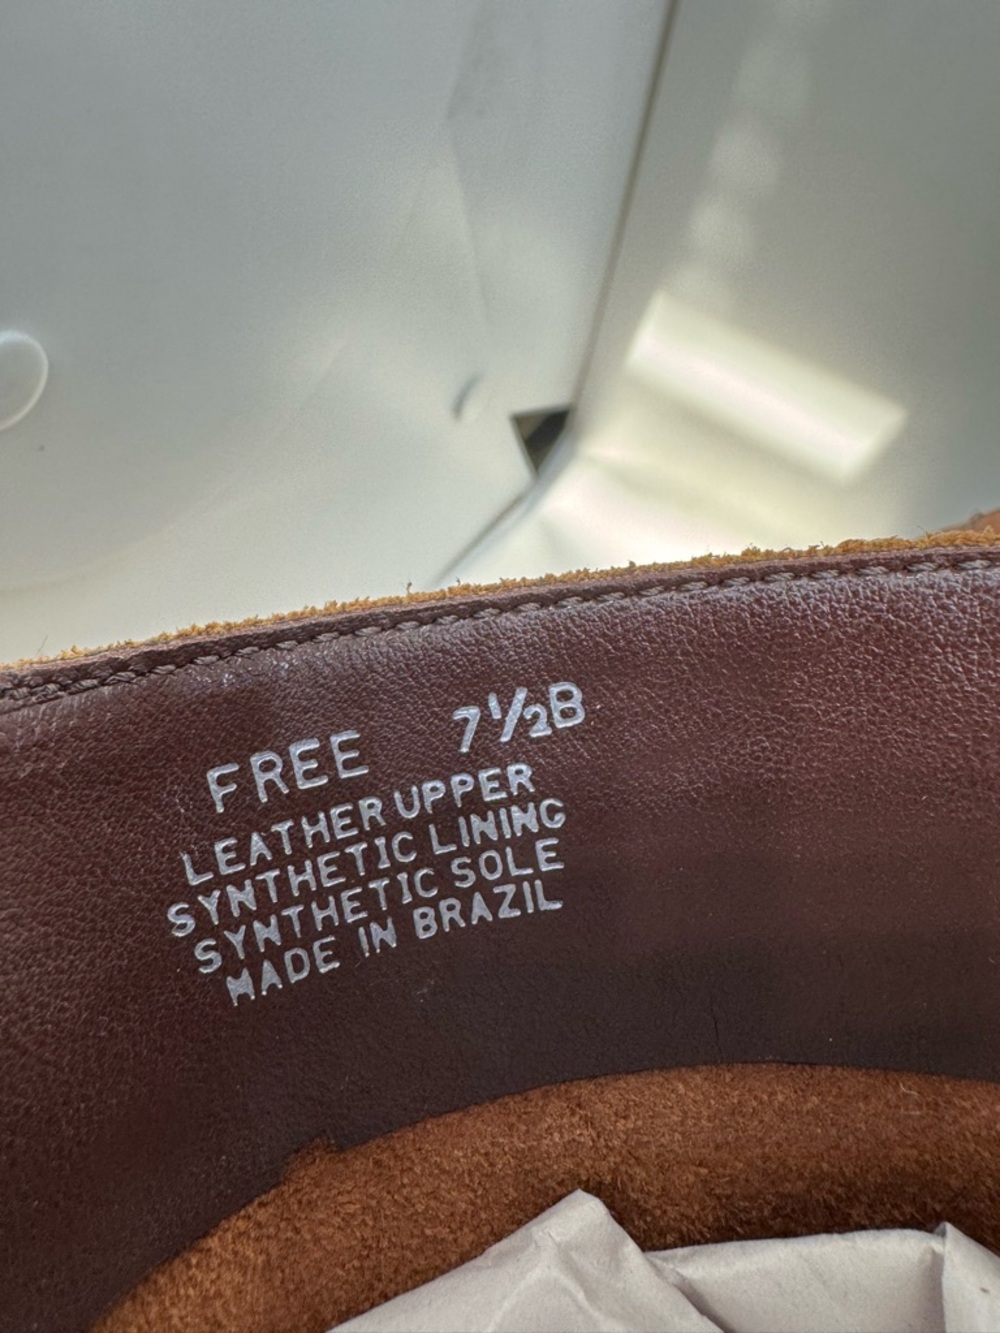 FREE 7½B
LEATHER UPPER
SYNTHETIC LINING
SYNTHETIC SOLE
MADE IN BRAZIL